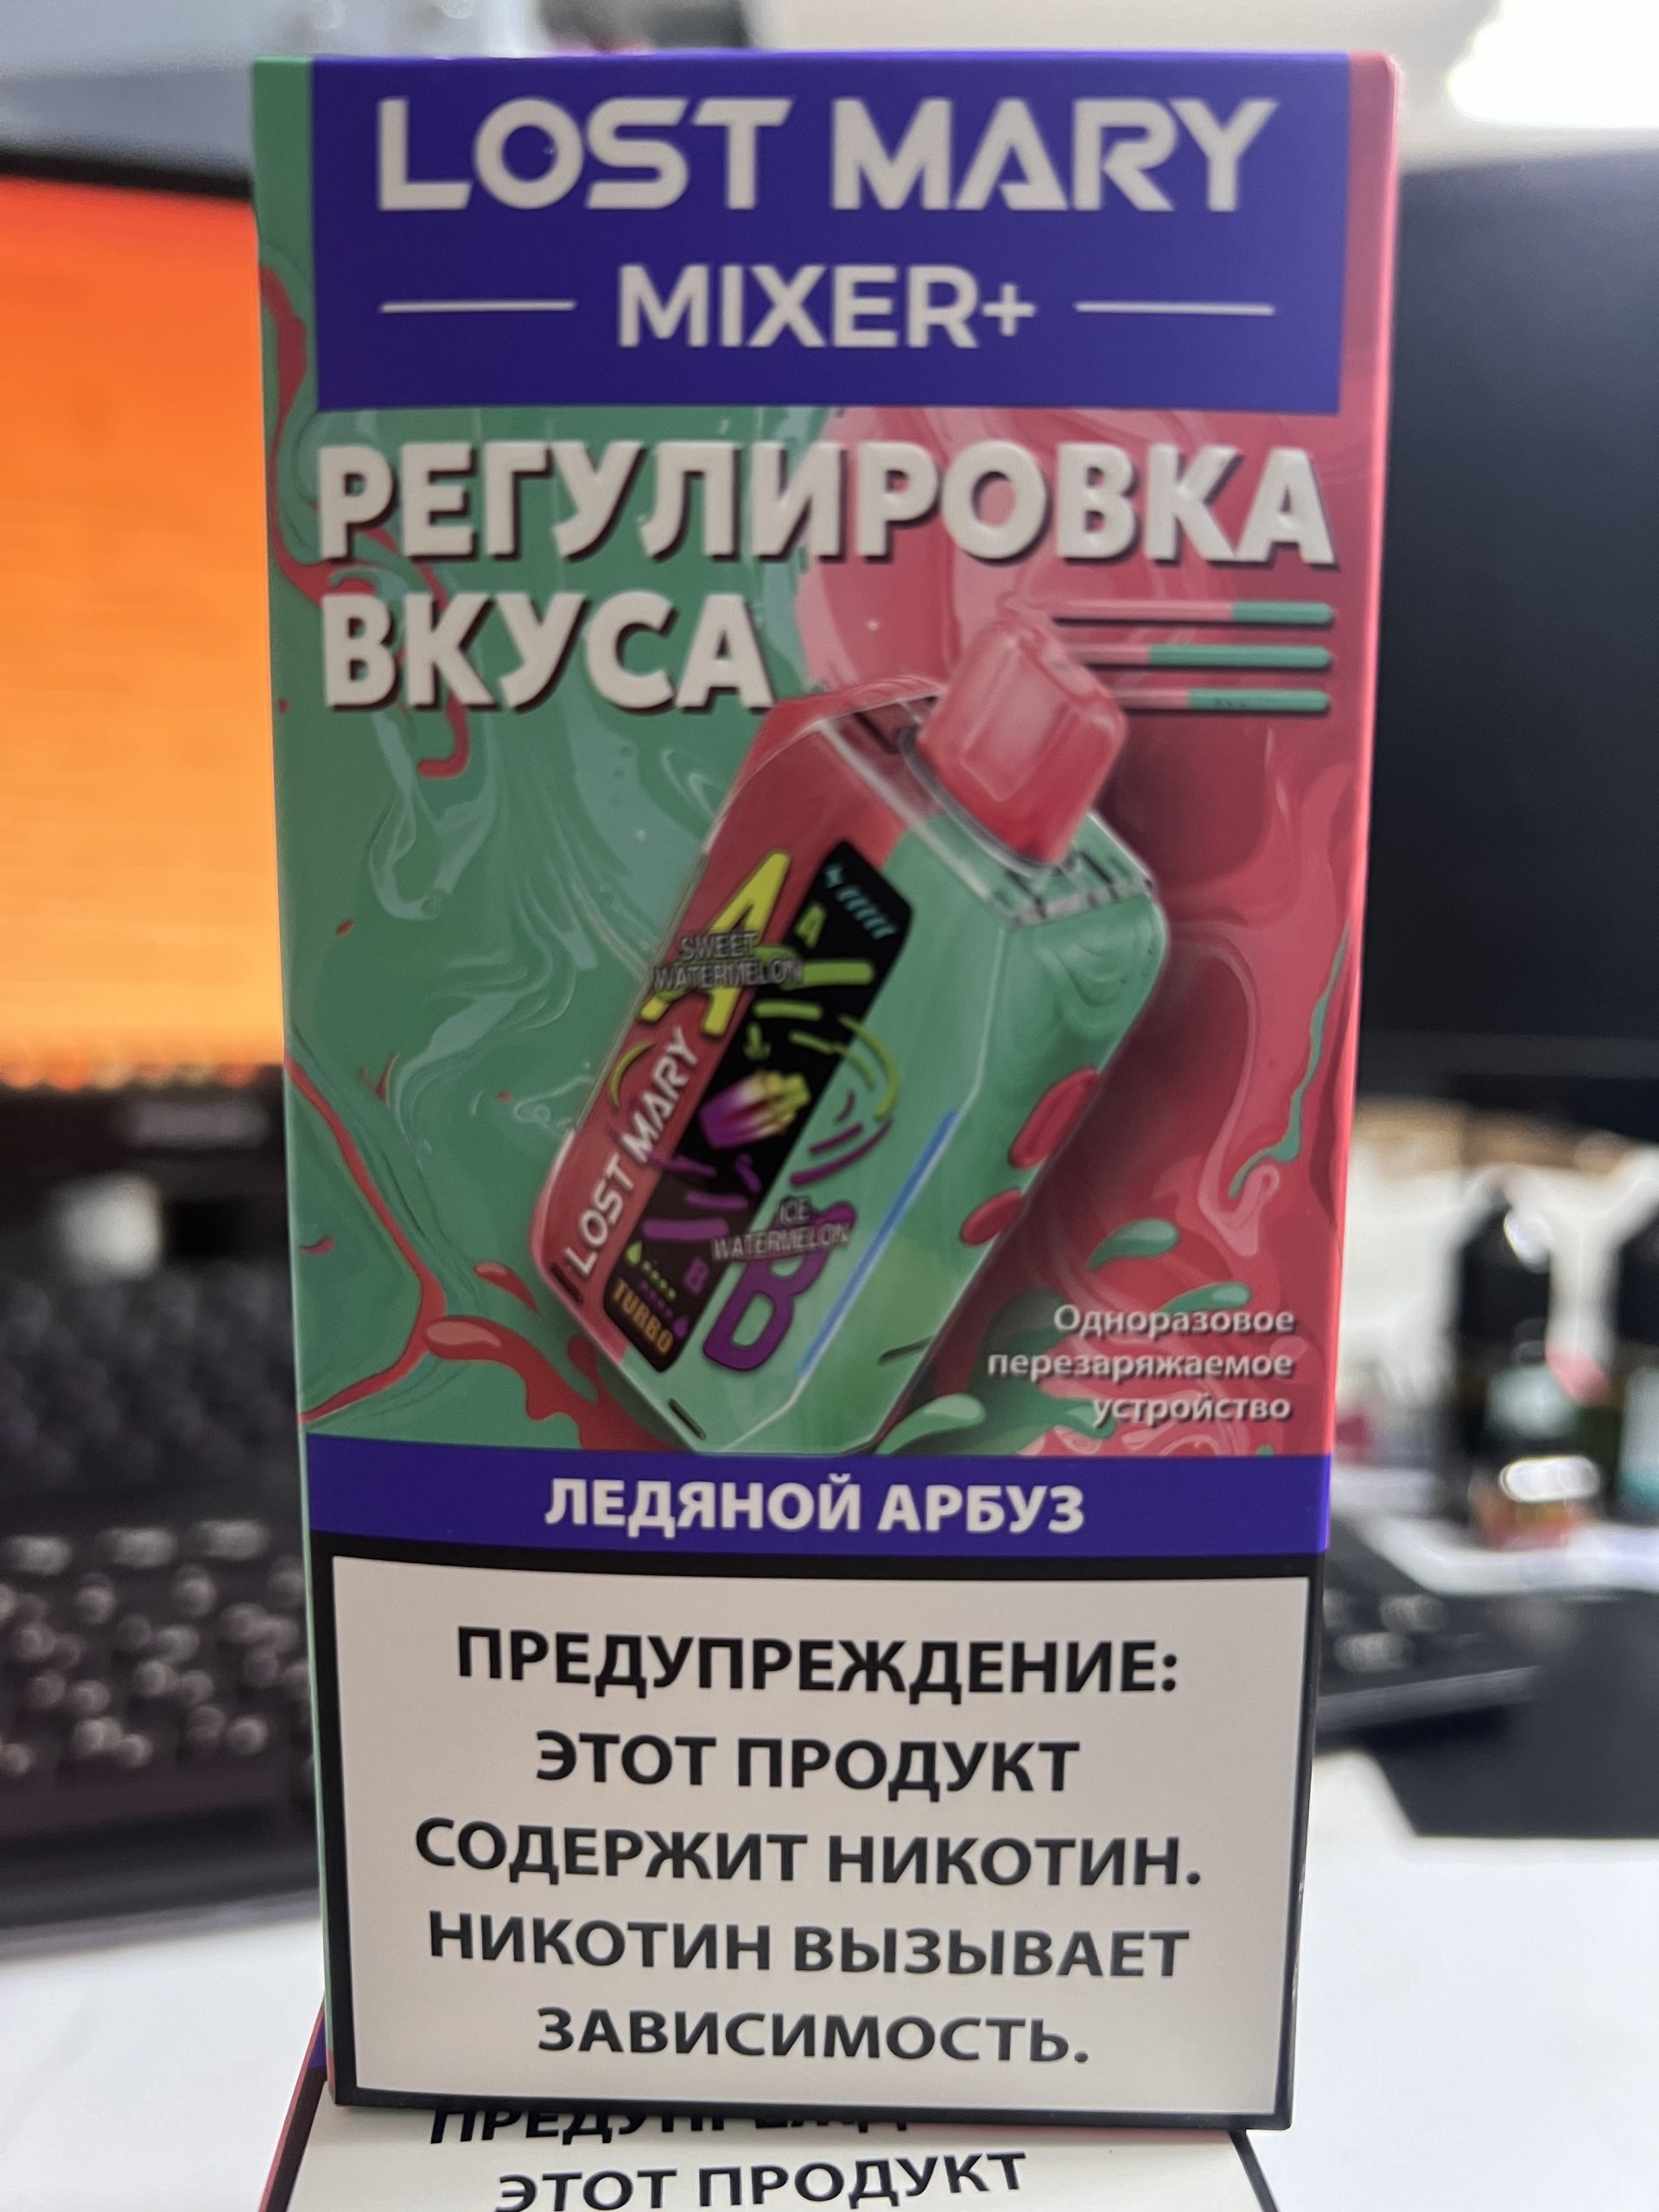 LOST MARY
MIXER+
РЕГУЛИРОВКА
ВКУСА
A
A
SWEET
WATERMELON
LOST MARY
ICE
WATERMELON
B
B
TURBO
Одноразовое
перезаряжаемое
устройство
ЛЕДЯНОЙ АРБУЗ
ПРЕДУПРЕЖДЕНИЕ:
ЭТОТ ПРОДУКТ
СОДЕРЖИТ НИКОТИН.
НИКОТИН ВЫЗЫВАЕТ
ЗАВИСИМОСТЬ.
ЭТОТ ПРОДУКТ